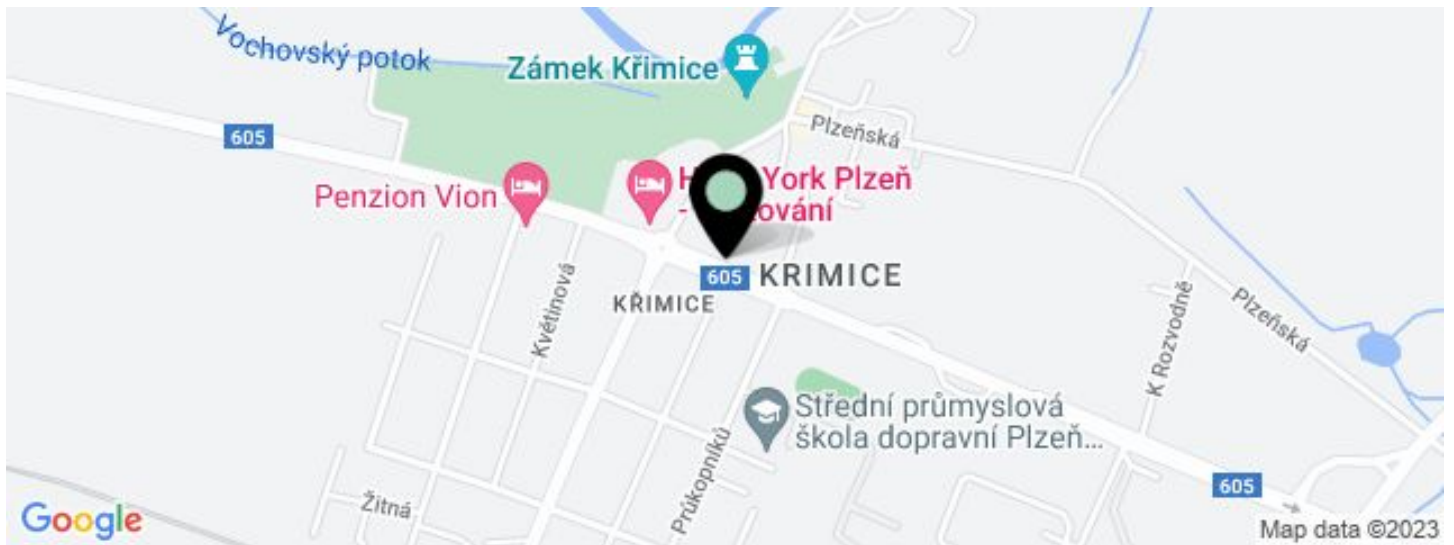 Vochovský potok
Zámek Křimice
605
Plzeňská
Penzion Vion
York Plzeň
-
605 KRIMICE
KŘIMICE
Květinová
Plzeňská
K Rozvodně
Střední průmyslová
škola dopravní Plzeň...
Průkopníků
Žitná
605
Google
Map data ©2023